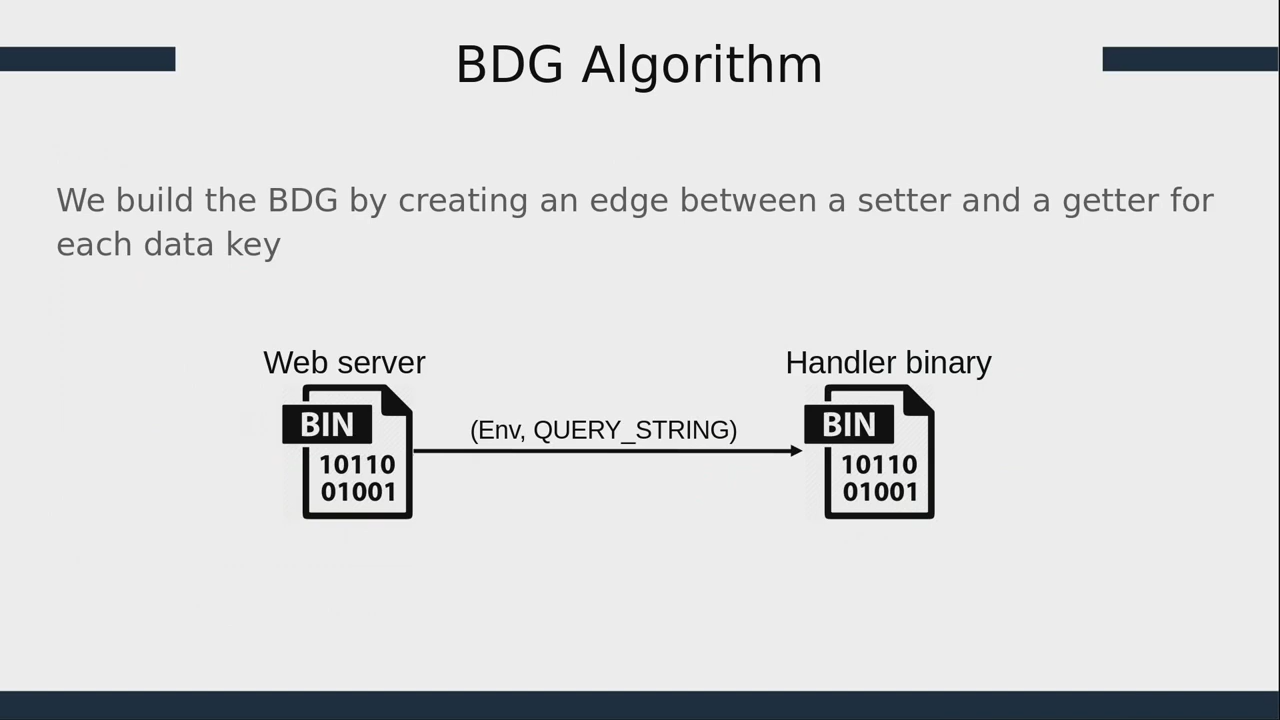 BDG Algorithm
We build the BDG by creating an edge between a setter and a getter for
each data key
Web server
Handler binary
BIN
10110
01001
(Env, QUERY_STRING)
BIN
10110
01001